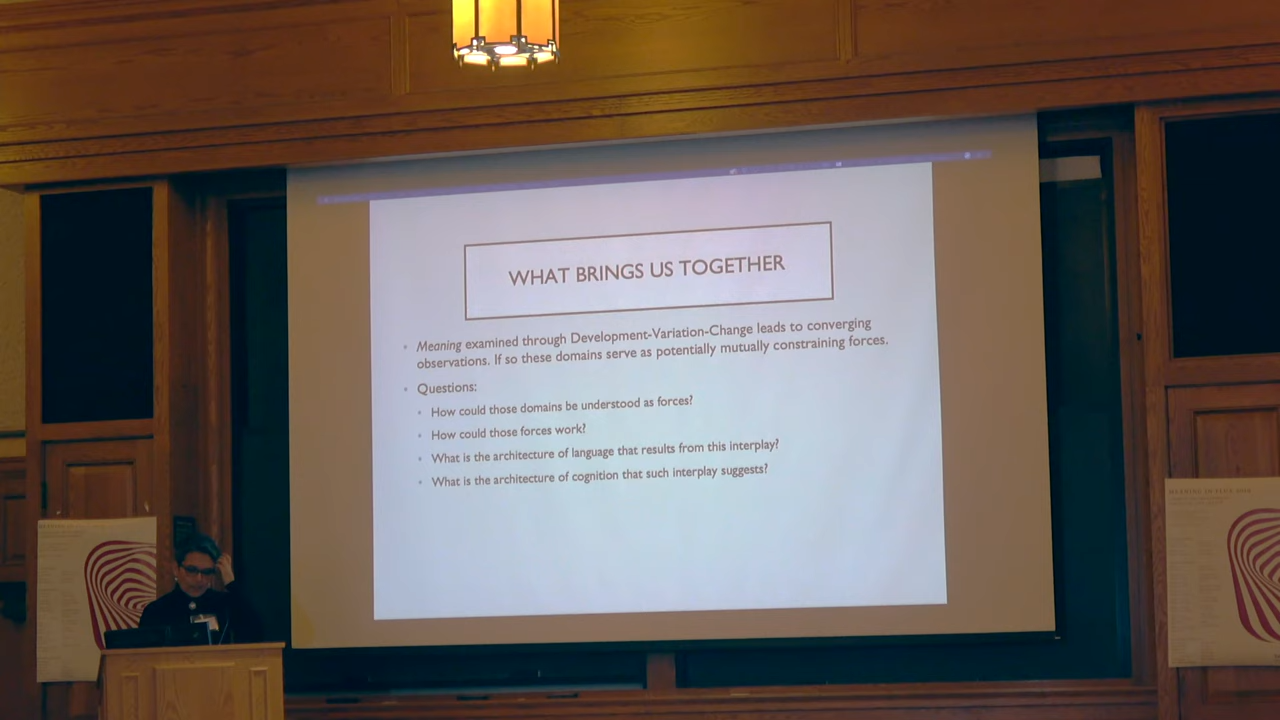 WHAT BRINGS US TOGETHER
Meaning examined through Development-Variation-Change leads to converging
observations. If so these domains serve as potentially mutually constraining forces.
Questions:
How could those domains be understood as forces?
How could those forces work?
What is the architecture of language that results from this interplay?
What is the architecture of cognition that such interplay suggests?